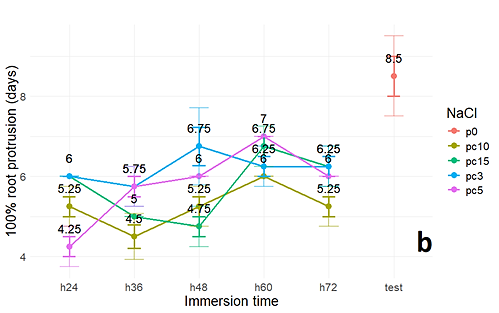 8.5
7
6.75 6.75
6 5.75 6 6.25 6.25
6 6
5.25 5 5.25 5.25
4.25 4.5 4.75
8
6
4
100% root protrusion (days)
h24 h36 h48 h60 h72 test
Immersion time
NaCl
p0
pc10
pc15
pc3
pc5
b